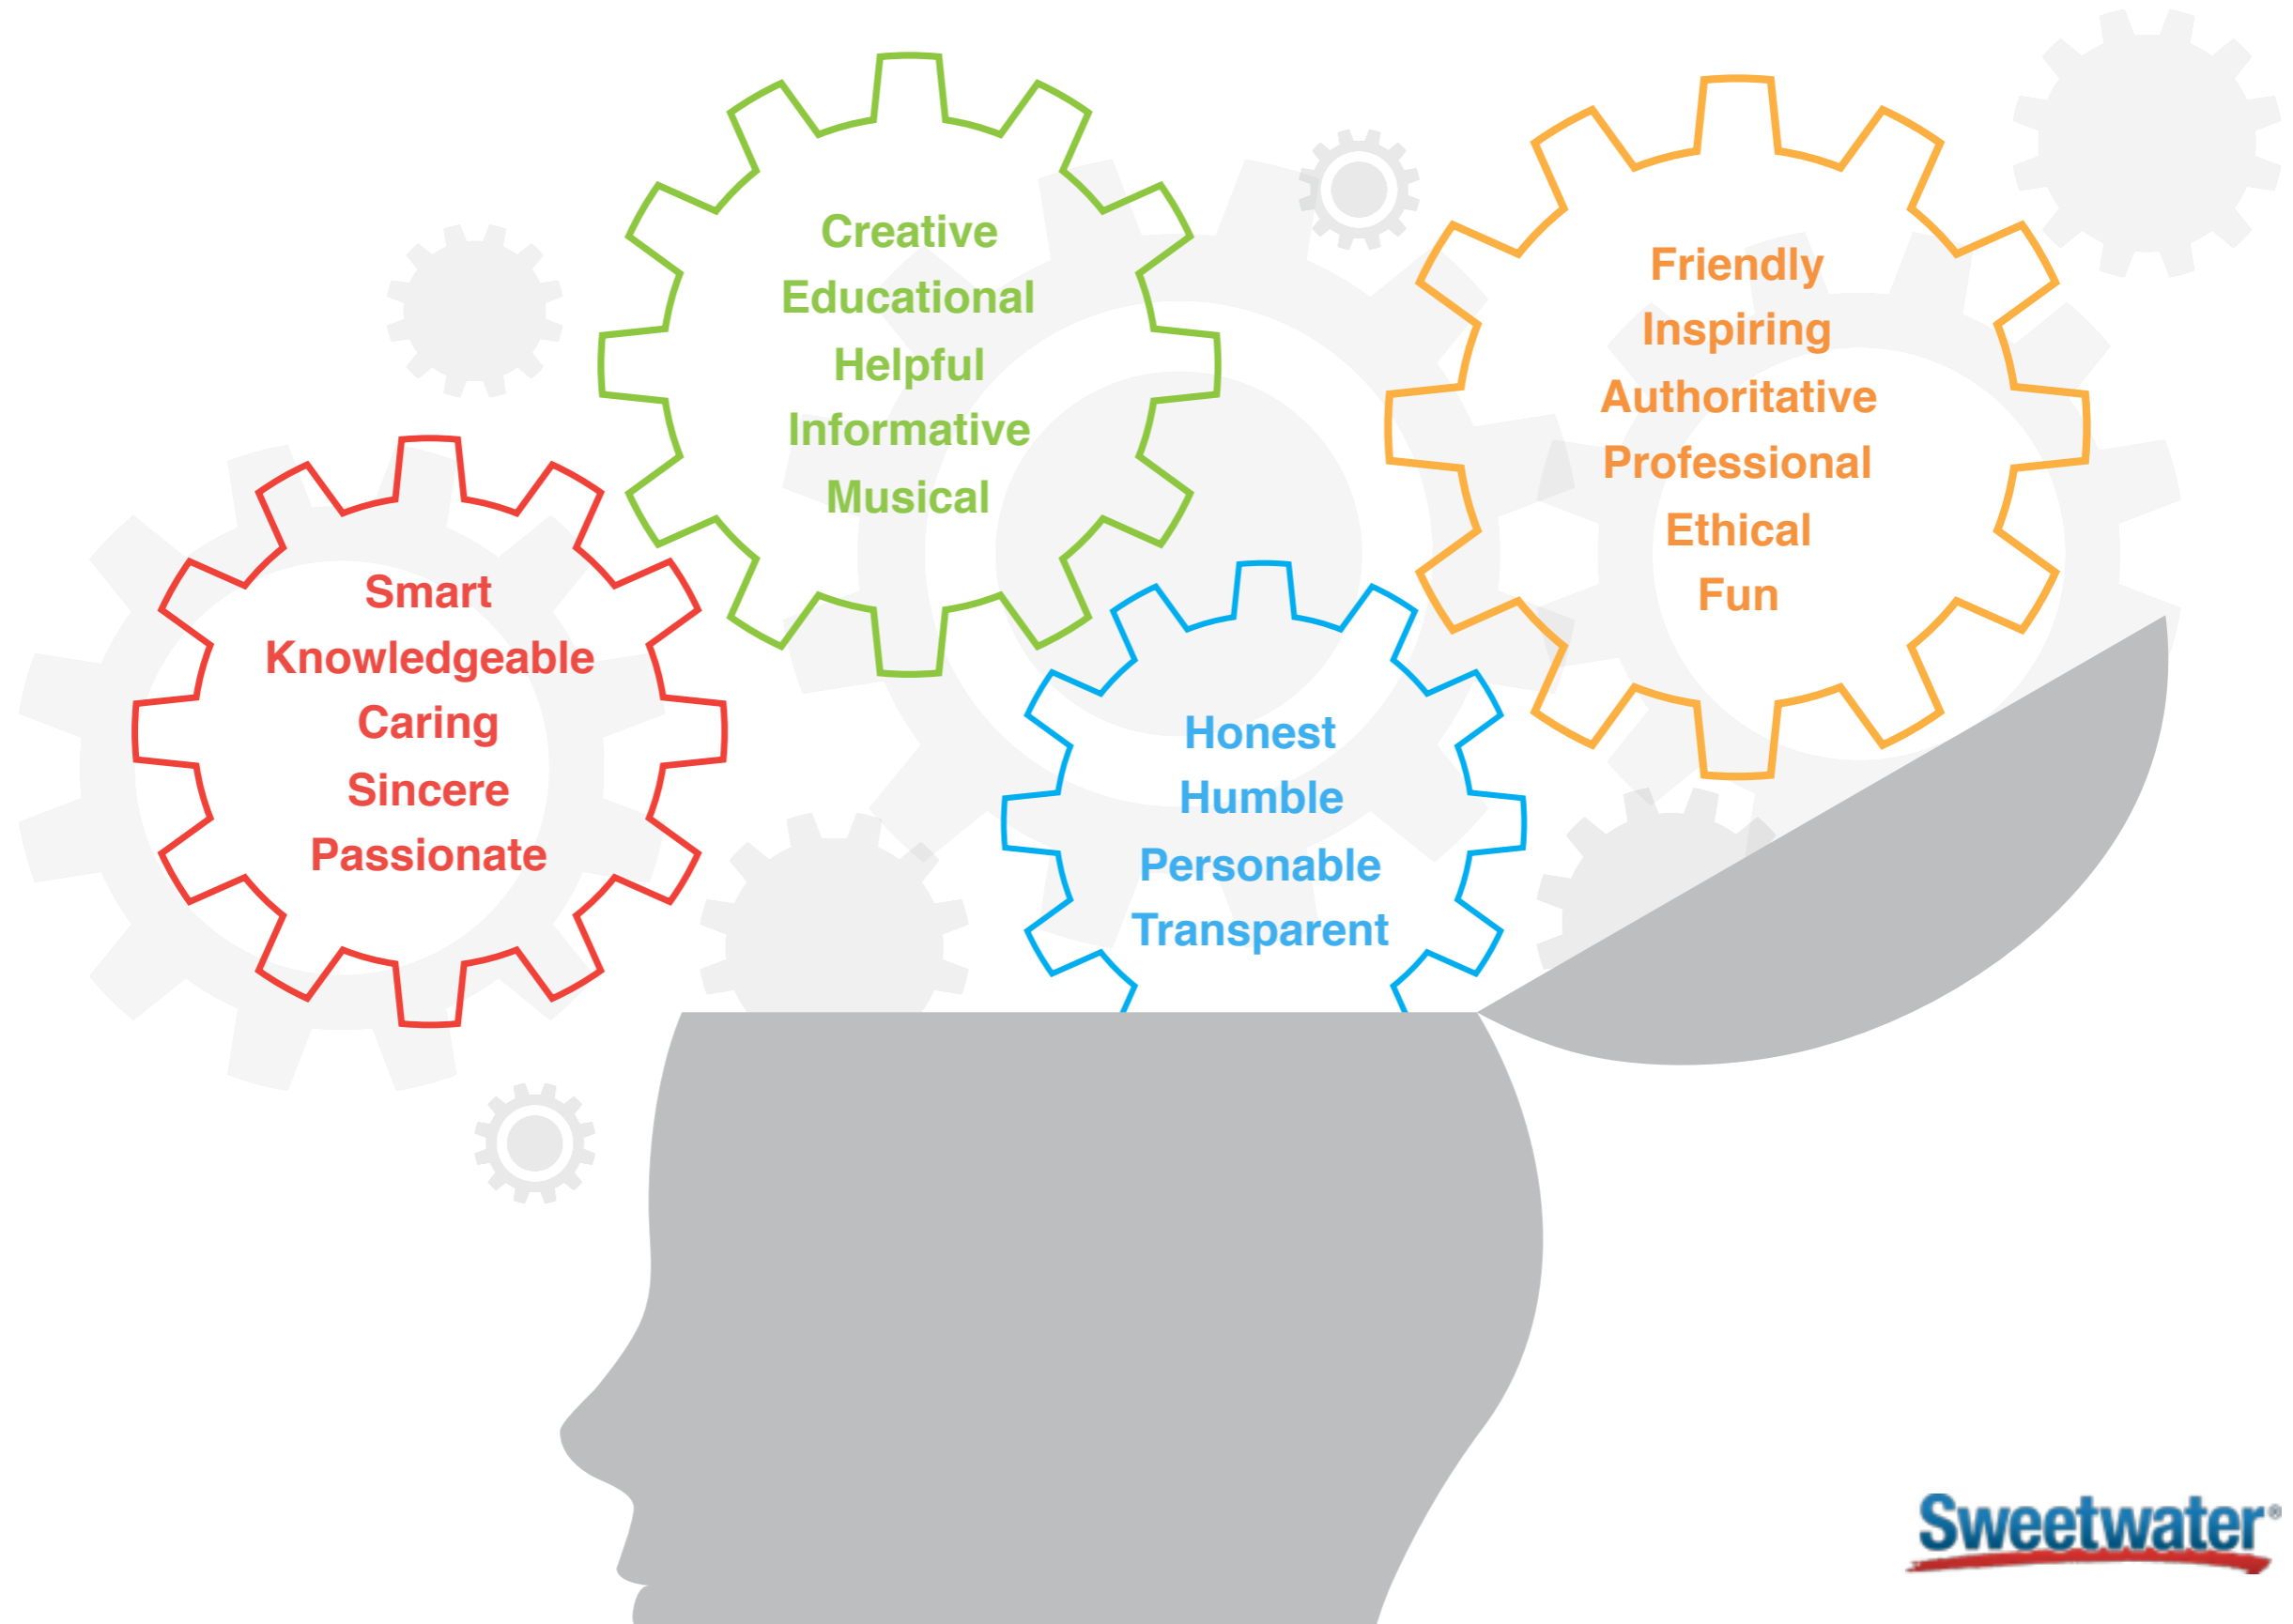 Creative
Educational
Helpful
Informative
Musical
Friendly
Inspiring
Authoritative
Professional
Ethical
Fun
Smart
Knowledgeable
Caring
Sincere
Passionate
Honest
Humble
Personable
Transparent
Sweetwater®